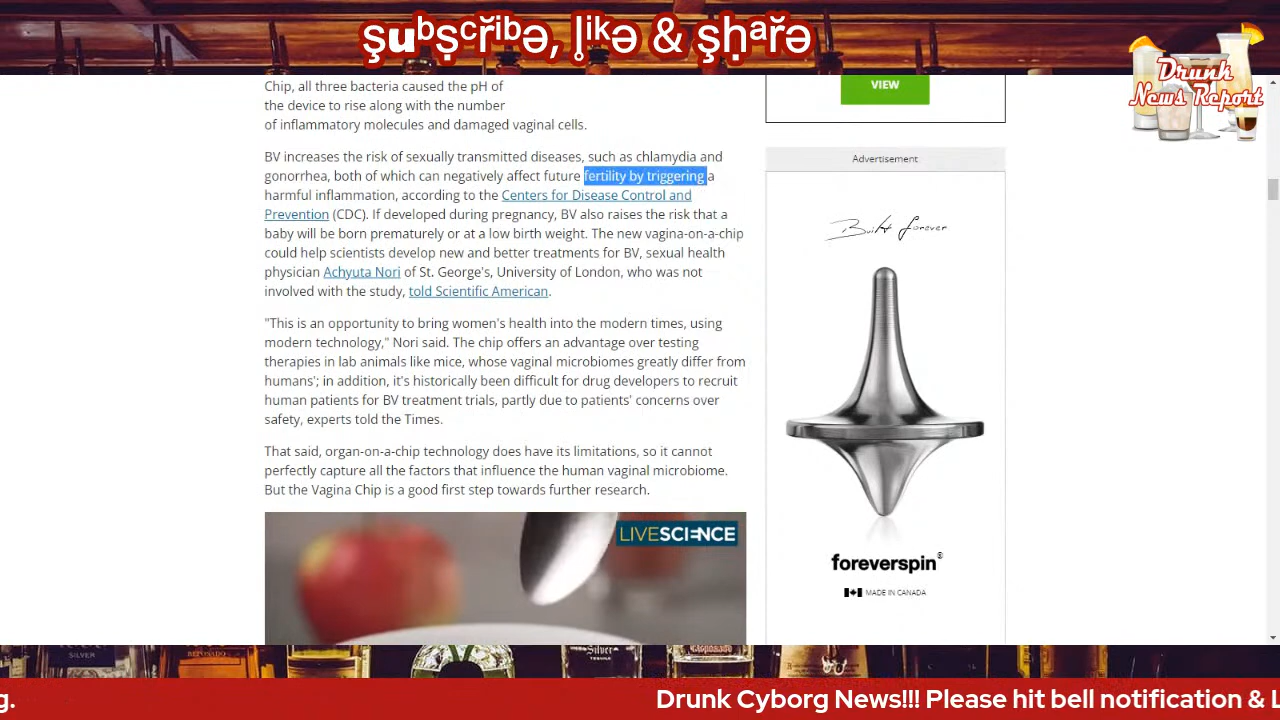 şuᵇṣᶜřⁱᵇə, l̥ⁱᵏə & şḥᵃřə
Drunk
News Report
Chip, all three bacteria caused the pH of
the device to rise along with the number
of inflammatory molecules and damaged vaginal cells.
BV increases the risk of sexually transmitted diseases, such as chlamydia and
gonorrhea, both of which can negatively affect future fertility by triggering a
harmful inflammation, according to the Centers for Disease Control and
Prevention (CDC). If developed during pregnancy, BV also raises the risk that a
baby will be born prematurely or at a low birth weight. The new vagina-on-a-chip
could help scientists develop new and better treatments for BV, sexual health
physician Achyuta Nori of St. George's, University of London, who was not
involved with the study, told Scientific American.
"This is an opportunity to bring women's health into the modern times, using
modern technology," Nori said. The chip offers an advantage over testing
therapies in lab animals like mice, whose vaginal microbiomes greatly differ from
humans'; in addition, it's historically been difficult for drug developers to recruit
human patients for BV treatment trials, partly due to patients' concerns over
safety, experts told the Times.
That said, organ-on-a-chip technology does have its limitations, so it cannot
perfectly capture all the factors that influence the human vaginal microbiome.
But the Vagina Chip is a good first step towards further research.
LIVESCIENCE
VIEW
Advertisement
Built forever
foreverspin®
MADE IN CANADA
SILVER
REPOSADO
Silver
TEQUILA
g.
Drunk Cyborg News!!! Please hit bell notification & L